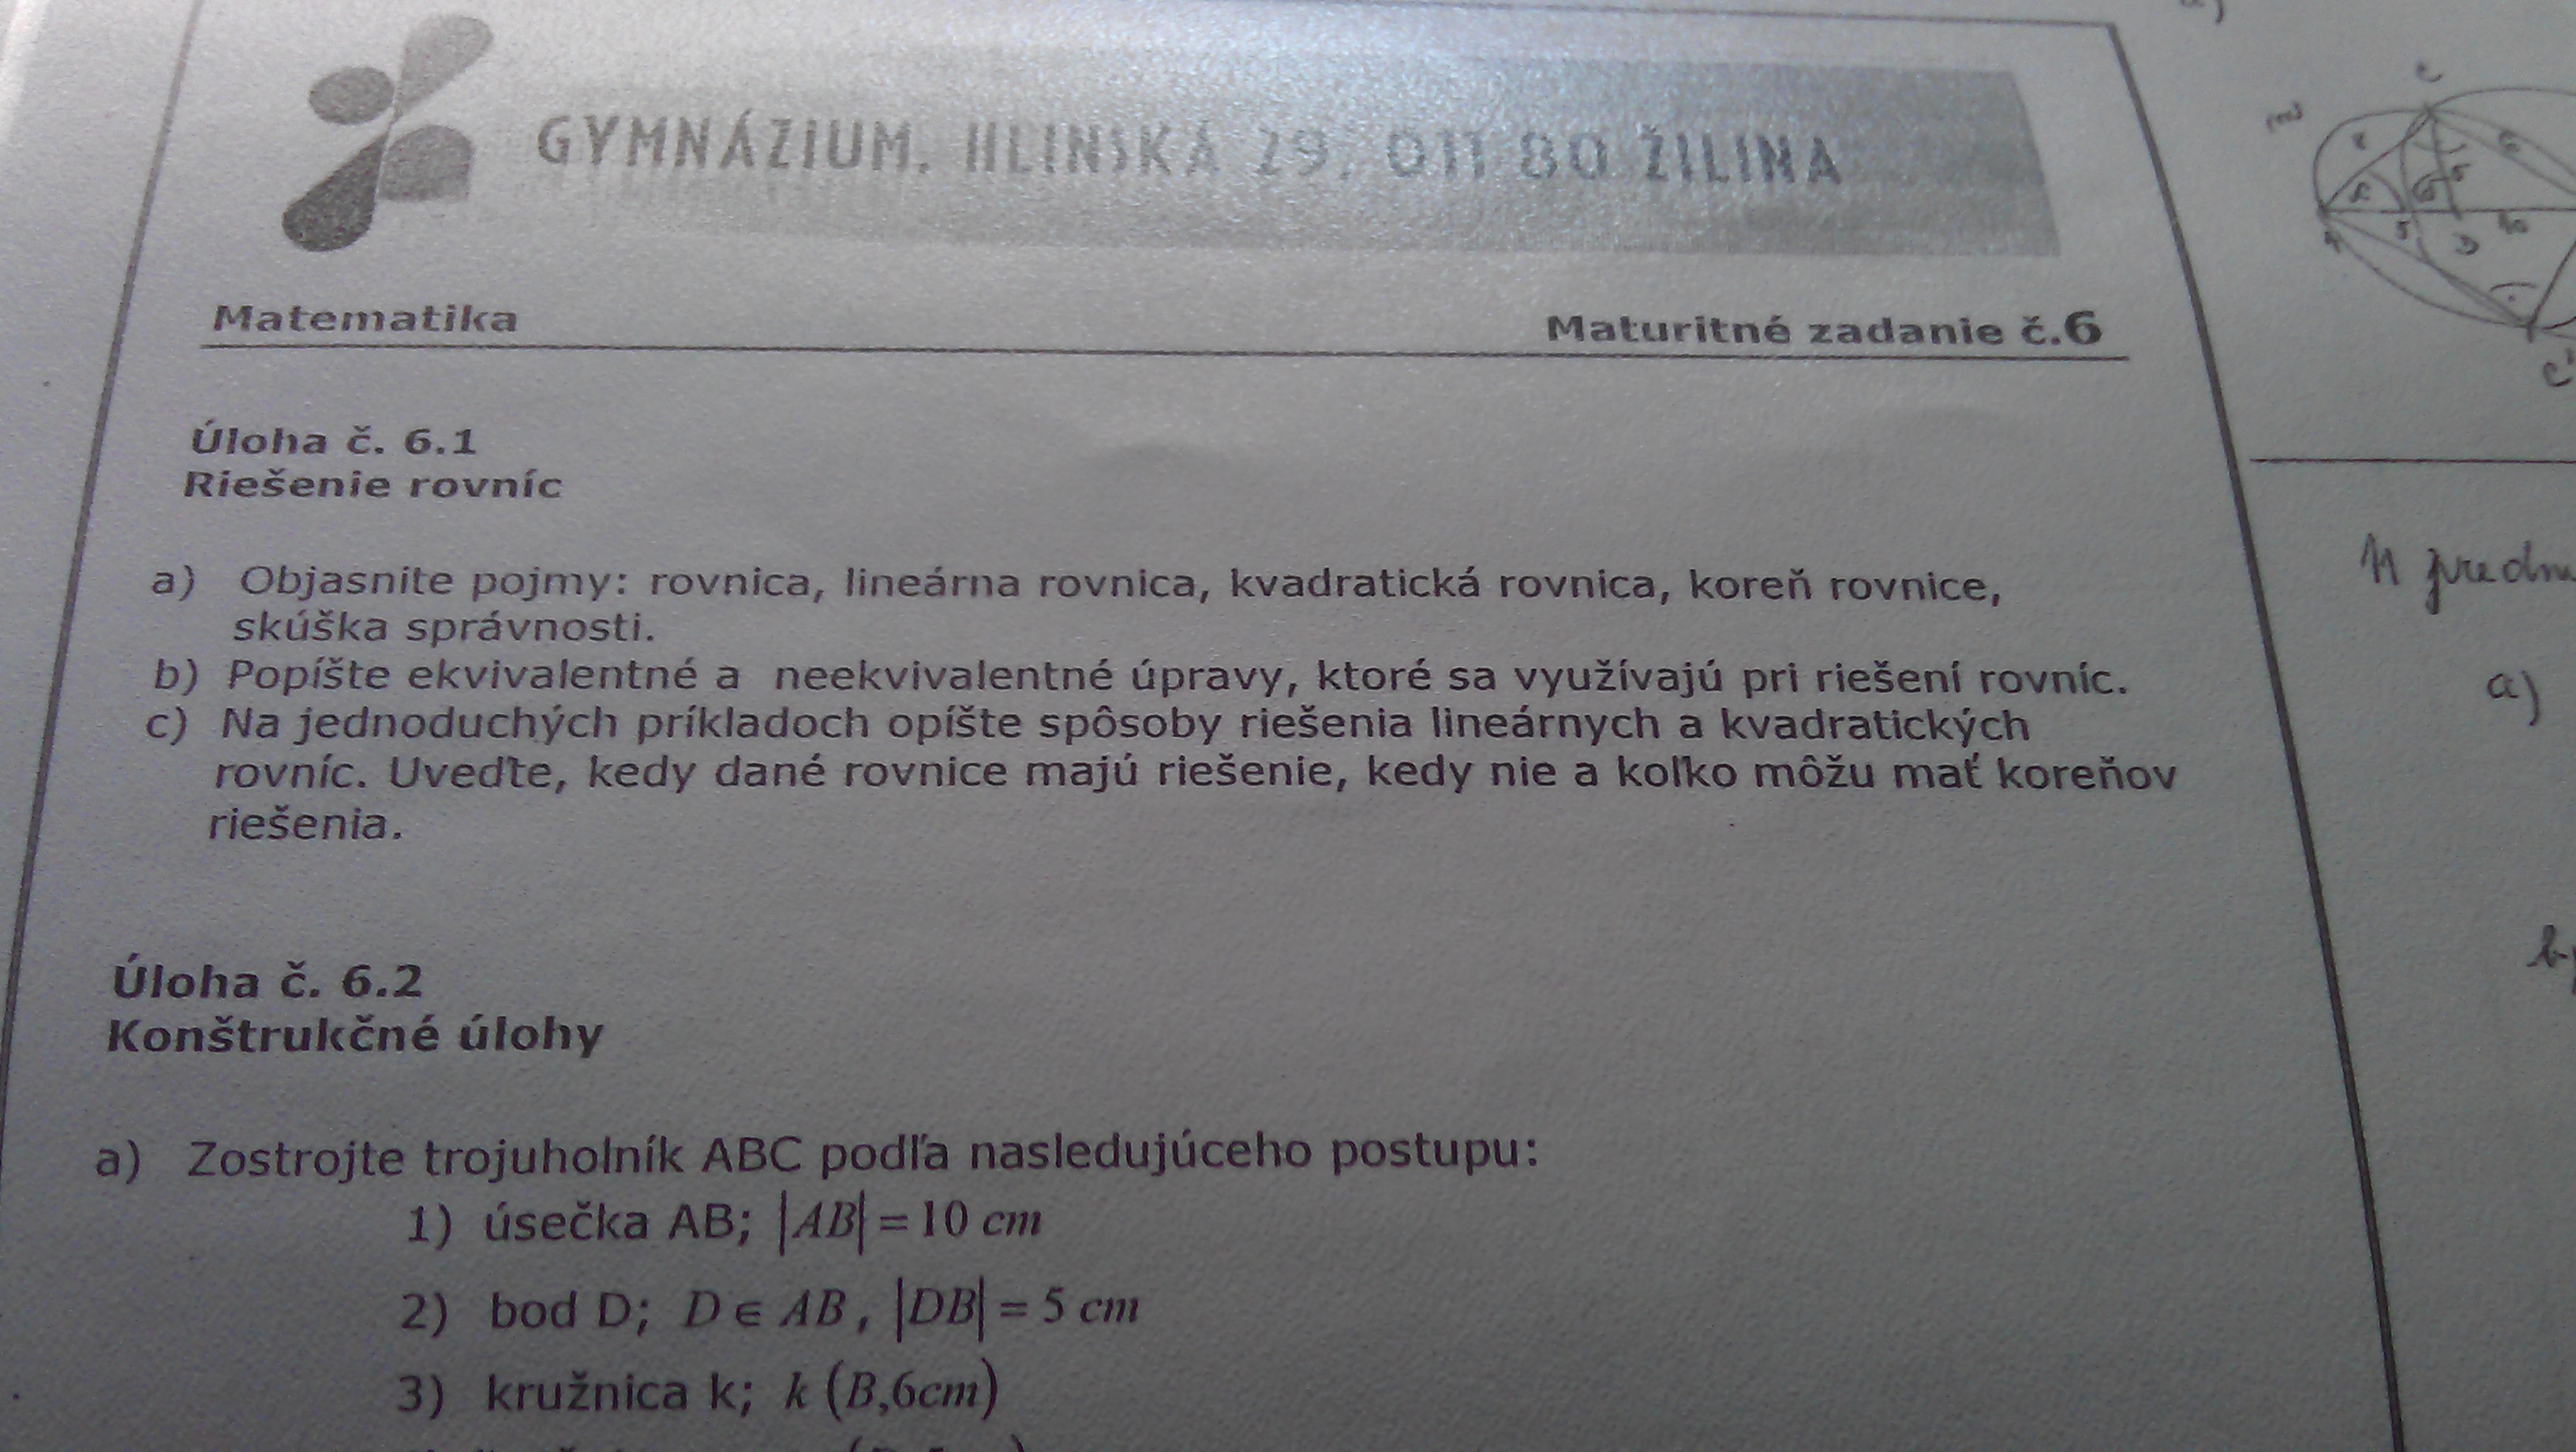 GYMNÁZIUM, HLINSKÁ 29, 011 80 ŽILINA
Matematika
Maturitné zadanie č.6
Úloha č. 6.1
Riešenie rovníc
a) Objasnite pojmy: rovnica, lineárna rovnica, kvadratická rovnica, koreň rovnice,
skúška správnosti.
b) Popíšte ekvivalentné a neekvivalentné úpravy, ktoré sa využívajú pri riešení rovníc.
c) Na jednoduchých príkladoch opíšte spôsoby riešenia lineárnych a kvadratických
rovníc. Uveďte, kedy dané rovnice majú riešenie, kedy nie a koľko môžu mať koreňov
riešenia.
Úloha č. 6.2
Konštrukčné úlohy
a) Zostrojte trojuholník ABC podľa nasledujúceho postupu:
1) úsečka AB; |AB| = 10 cm
2) bod D; D ∈ AB, |DB| = 5 cm
3) kružnica k; k (B,6cm)
a)